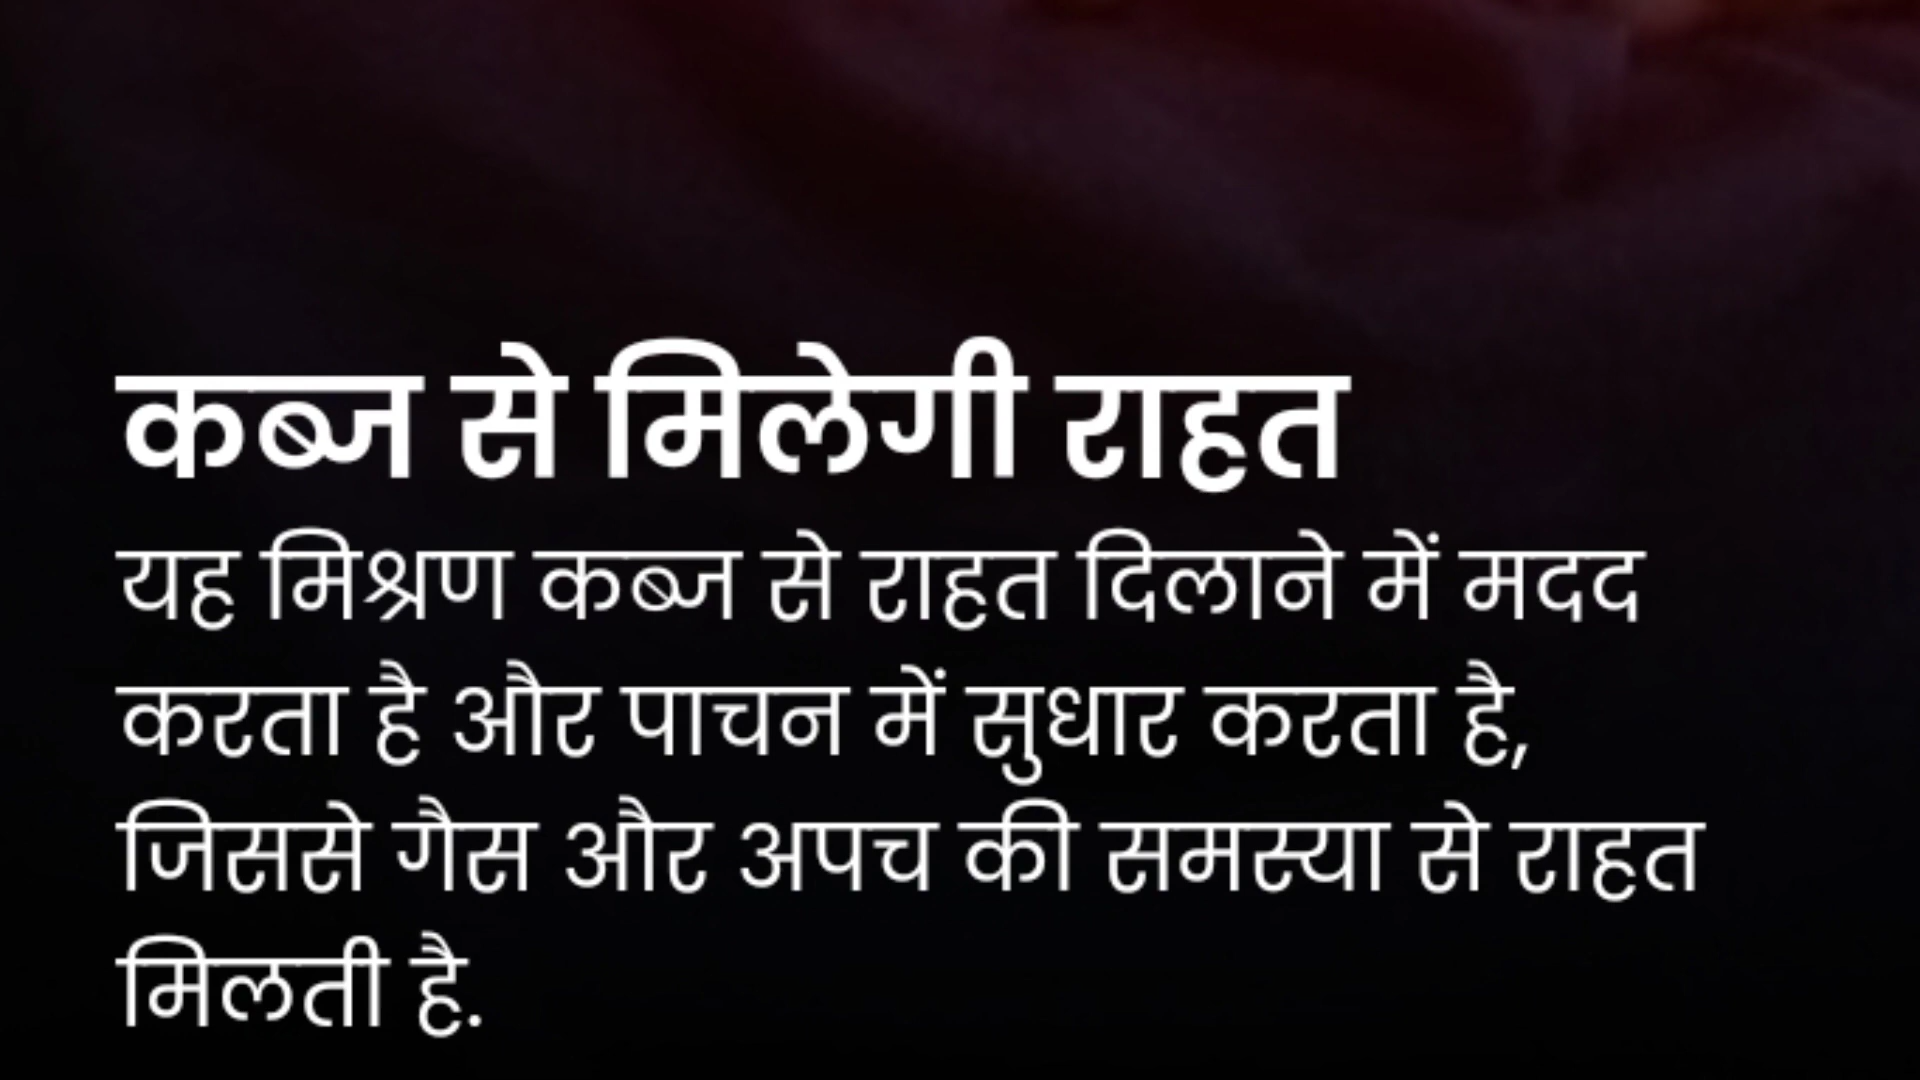 कब्ज से मिलेगी राहत
यह मिश्रण कब्ज से राहत दिलाने में मदद
करता है और पाचन में सुधार करता है,
जिससे गैस और अपच की समस्या से राहत
मिलती है.